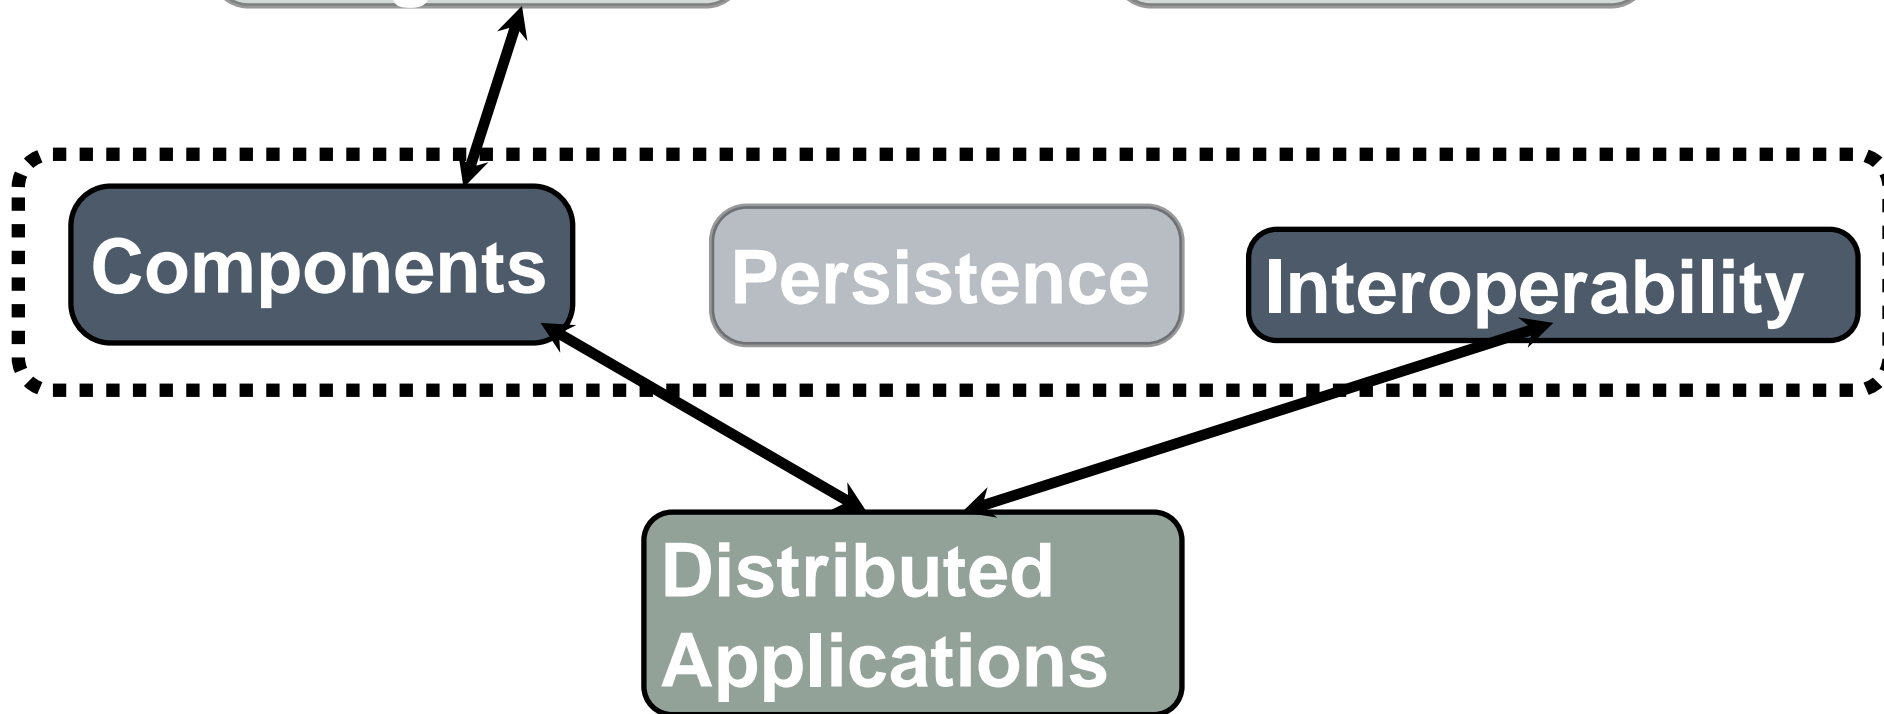 Components
Persistence
Interoperability
Distributed
Applications